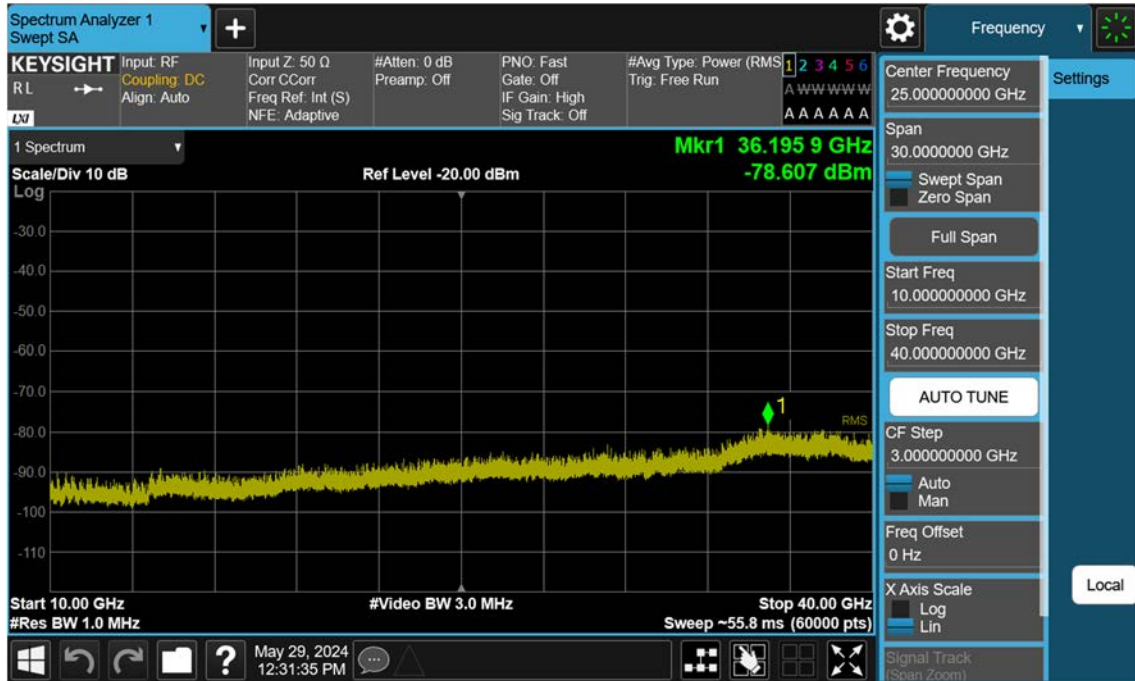 Spectrum Analyzer 1
Swept SA
Frequency
KEYSIGHT
R L
LXI
Input: RF
Coupling: DC
Align: Auto
Input Z: 50 Ω
Corr CCorr
Freq Ref: Int (S)
NFE: Adaptive
#Atten: 0 dB
Preamp: Off
PNO: Fast
Gate: Off
IF Gain: High
Sig Track: Off
#Avg Type: Power (RMS
Trig: Free Run
1 2 3 4 5 6
A W W W W W
A A A A A A
1 Spectrum
Mkr1 36.195 9 GHz
-78.607 dBm
Scale/Div 10 dB
Ref Level -20.00 dBm
Log
-30.0
-40.0
-50.0
-60.0
-70.0
-80.0
-90.0
-100
-110
1
RMS
Start 10.00 GHz
#Video BW 3.0 MHz
Stop 40.00 GHz
#Res BW 1.0 MHz
Sweep ~55.8 ms (60000 pts)
Center Frequency
25.000000000 GHz
Settings
Span
30.0000000 GHz
Swept Span
Zero Span
Full Span
Start Freq
10.000000000 GHz
Stop Freq
40.000000000 GHz
AUTO TUNE
CF Step
3.000000000 GHz
Auto
Man
Freq Offset
0 Hz
X Axis Scale
Log
Lin
Local
Signal Track
(Span Zoom)
?
May 29, 2024
12:31:35 PM